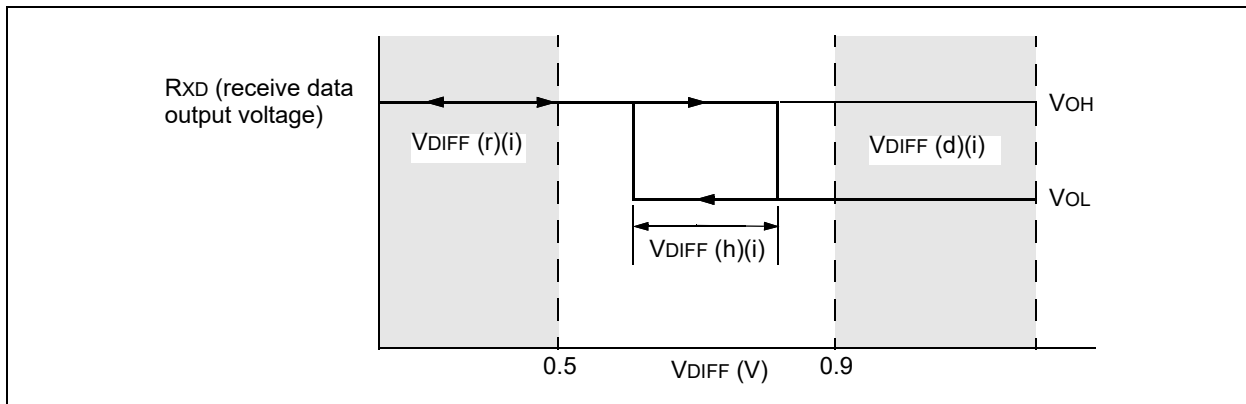 RXD (receive data
output voltage)
VOH
VDIFF (r)(i)
VDIFF (d)(i)
VOL
VDIFF (h)(i)
0.5
VDIFF (V)
0.9